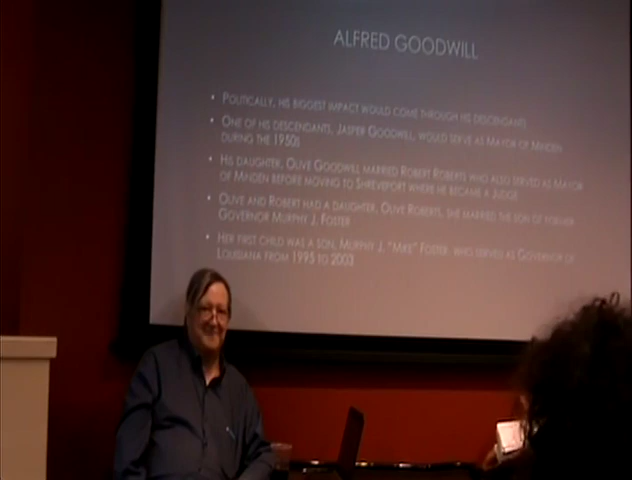 ALFRED GOODWILL
• POLITICALLY, HIS BIGGEST IMPACT WOULD COME THROUGH HIS DESCENDANTS
• ONE OF HIS DESCENDANTS, JASPER GOODWILL, WOULD SERVE AS MAYOR OF MINDEN
DURING THE 1950S
• HIS DAUGHTER, OLIVE GOODWILL MARRIED ROBERT ROBERTS WHO ALSO SERVED AS MAYOR
OF MINDEN BEFORE MOVING TO SHREVEPORT WHERE HE BECAME A JUDGE
• OLIVE AND ROBERT HAD A DAUGHTER, OLIVE ROBERTS, SHE MARRIED THE SON OF FORMER
GOVERNOR MURPHY J. FOSTER
• HER FIRST CHILD WAS A SON, MURPHY J. "MIKE" FOSTER, WHO SERVED AS GOVERNOR OF
LOUISIANA FROM 1995 TO 2003